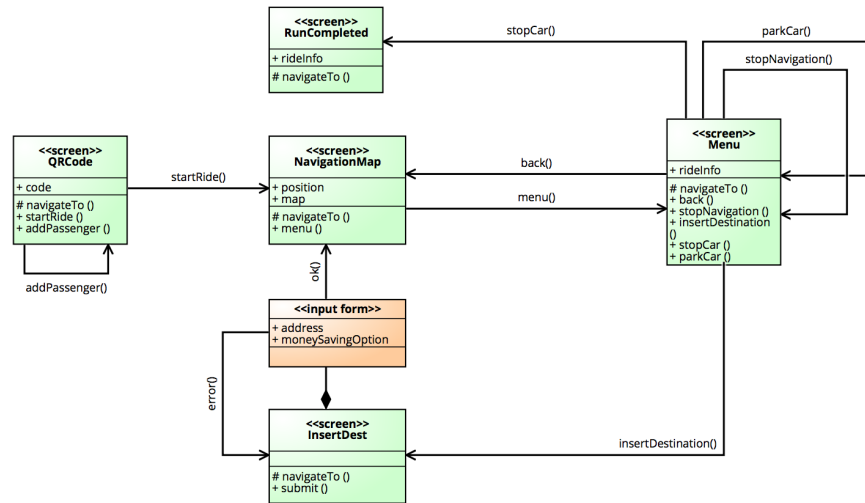 <<screen>>
RunCompleted
+ rideInfo
# navigateTo ()
stopCar()
parkCar()
stopNavigation()
<<screen>>
QRCode
+ code
# navigateTo ()
+ startRide ()
+ addPassenger ()
addPassenger()
startRide()
<<screen>>
NavigationMap
+ position
+ map
# navigateTo ()
+ menu ()
back()
menu()
<<screen>>
Menu
+ rideInfo
# navigateTo ()
+ back ()
+ stopNavigation ()
+ insertDestination
()
+ stopCar ()
+ parkCar ()
ok()
<<input form>>
+ address
+ moneySavingOption
error()
<<screen>>
InsertDest
# navigateTo ()
+ submit ()
insertDestination()